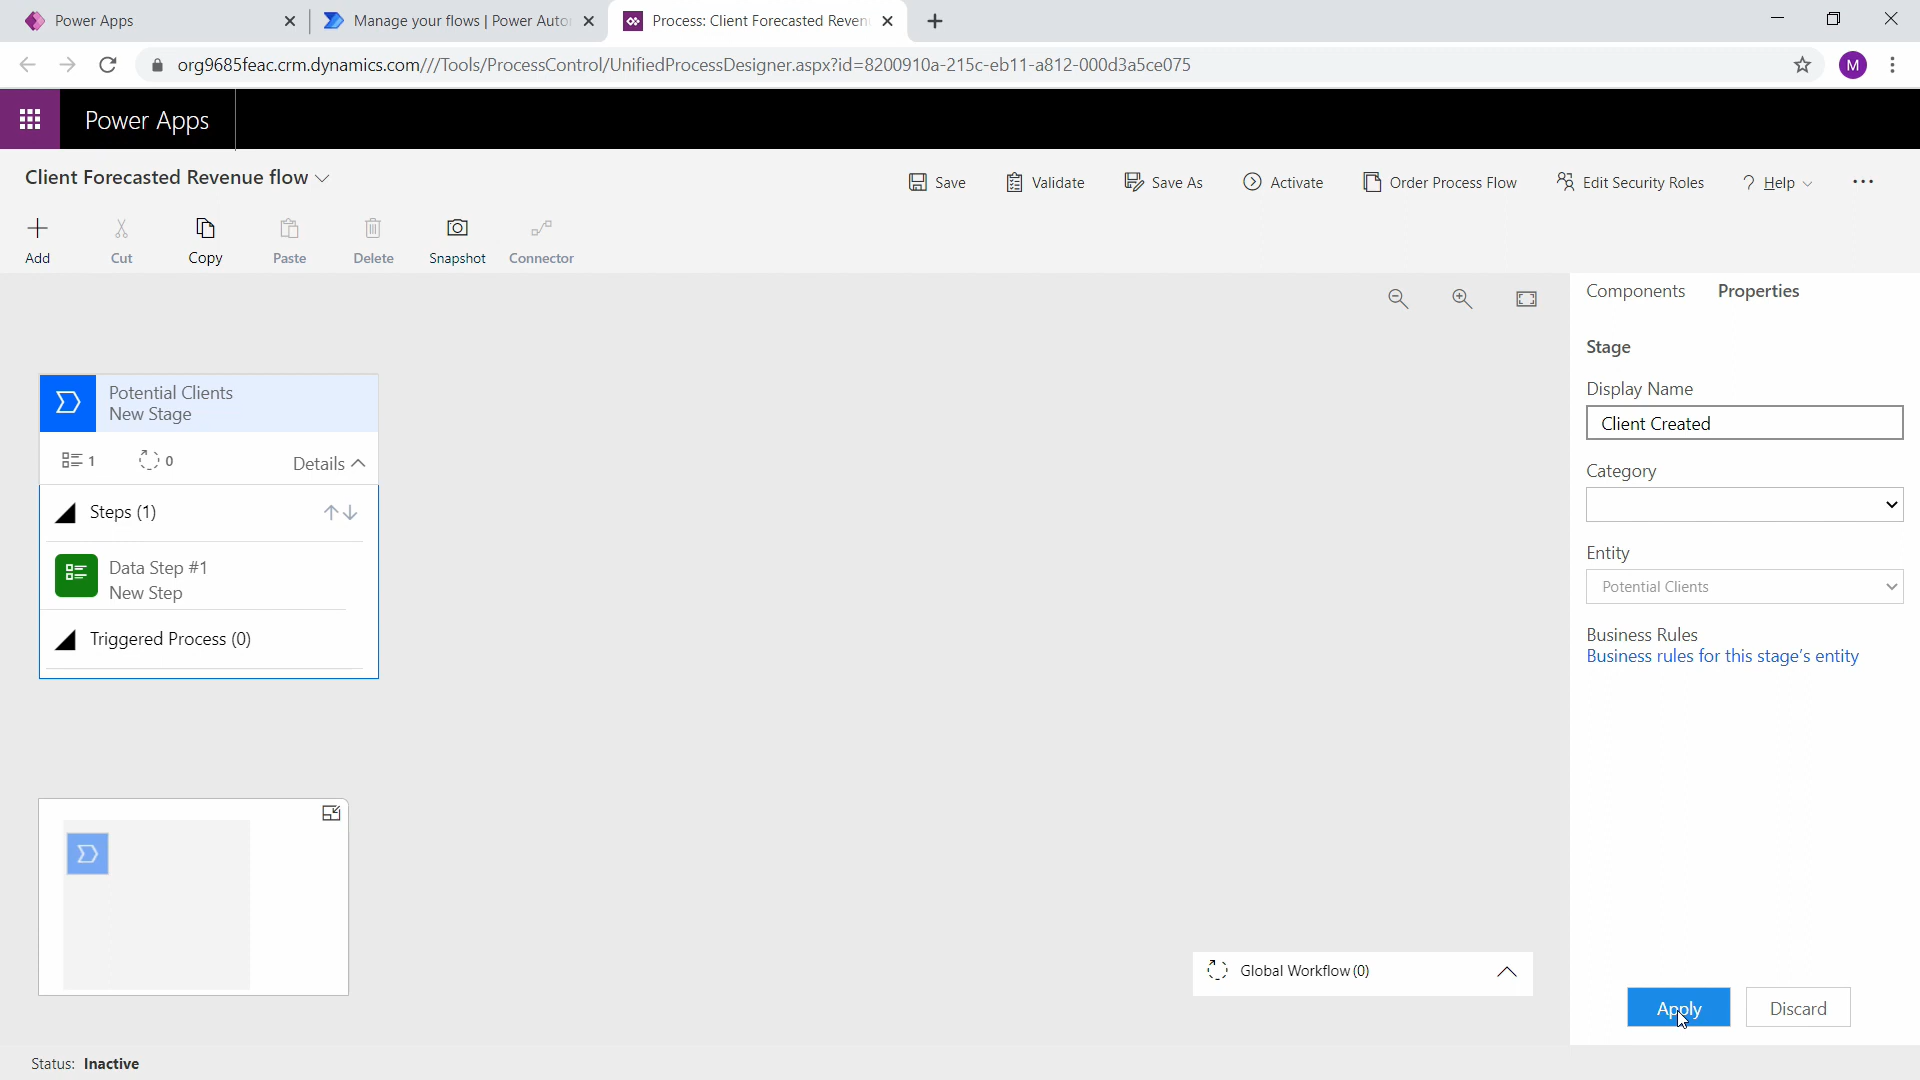 Power Apps
Manage your flows | Power Auto
Process: Client Forecasted Reven
org9685feac.crm.dynamics.com///Tools/ProcessControl/UnifiedProcessDesigner.aspx?id=8200910a-215c-eb11-a812-000d3a5ce075
M
Power Apps
Client Forecasted Revenue flow
Save
Validate
Save As
Activate
Order Process Flow
Edit Security Roles
? Help
Add
Cut
Copy
Paste
Delete
Snapshot
Connector
Components
Properties
Stage
Display Name
Client Created
Category
Entity
Potential Clients
Business Rules
Business rules for this stage's entity
Potential Clients
New Stage
1
0
Details
Steps (1)
Data Step #1
New Step
Triggered Process (0)
Global Workflow (0)
Apply
Discard
Status: Inactive